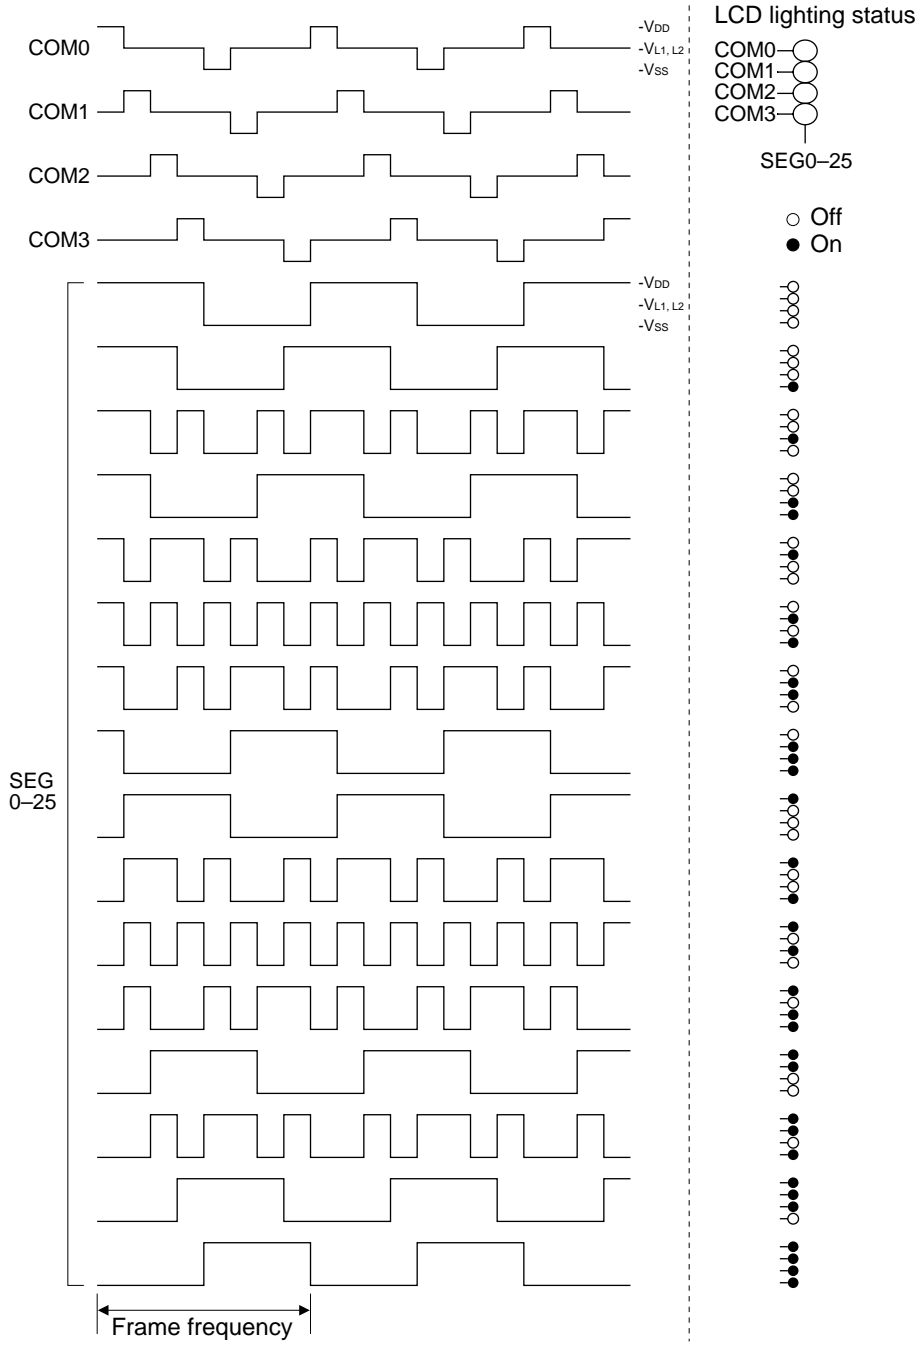 COM0
COM1
COM2
COM3
-VDD
-VL1, L2
-VSS
-VDD
-VL1, L2
-VSS
SEG
0–25
Frame frequency
LCD lighting status
COM0
COM1
COM2
COM3
SEG0–25
Off
On